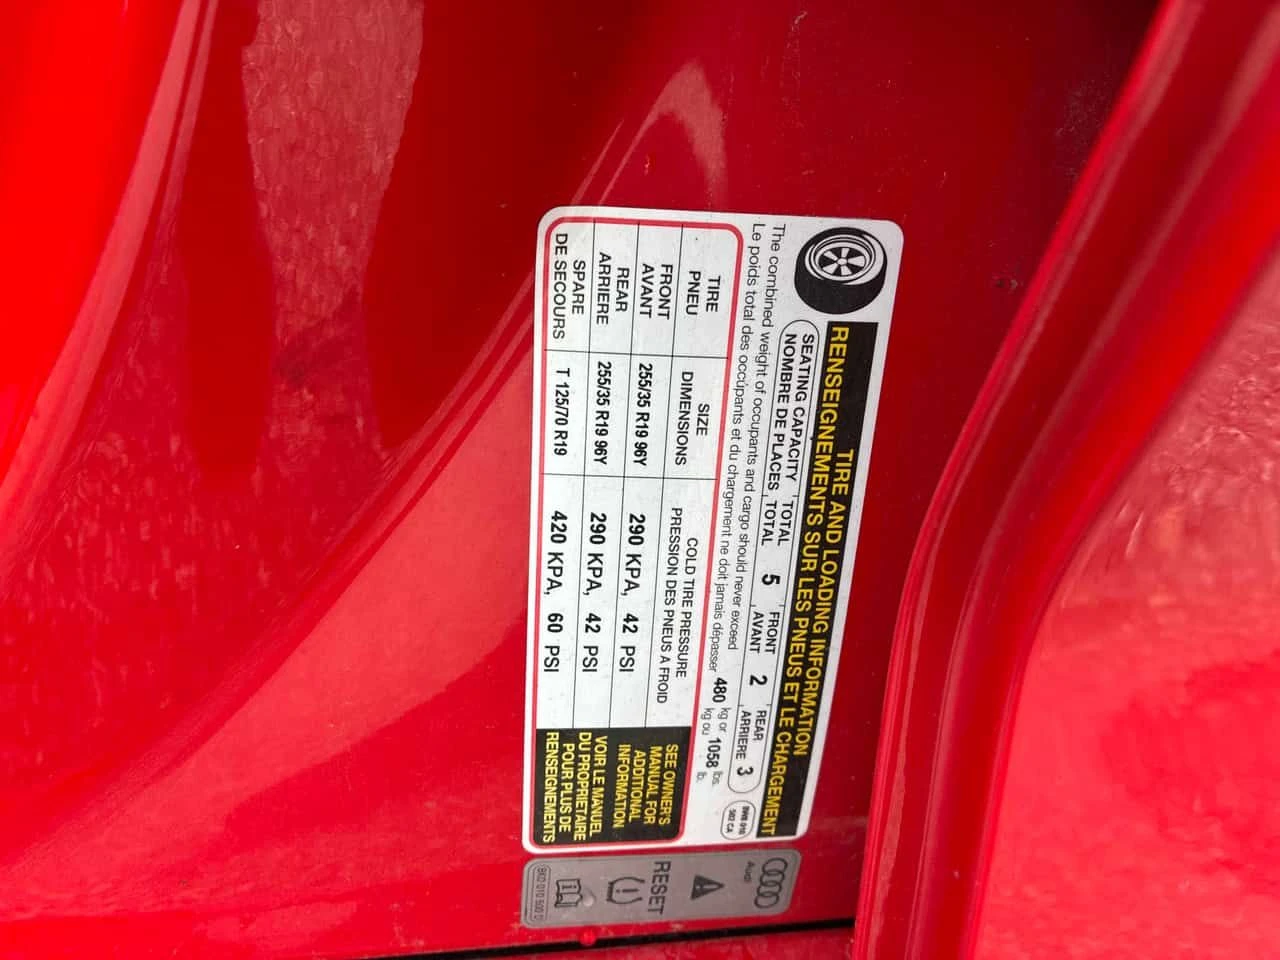 TIRE AND LOADING INFORMATION
RENSEIGNEMENTS SUR LES PNEUS ET LE CHARGEMENT
SEATING CAPACITY TOTAL 5 FRONT 2 REAR 3
NOMBRE DE PLACES TOTAL AVANT ARRIERE
The combined weight of occupants and cargo should never exceed 480 kg or 1058 lbs.
Le poids total des occupants et du chargement ne doit jamais dépasser kg ou lb.
TIRE SIZE COLD TIRE PRESSURE
PNEU DIMENSIONS PRESSION DES PNEUS A FROID
FRONT
AVANT 255/35 R19 96Y 290 KPA, 42 PSI
REAR
ARRIERE 255/35 R19 96Y 290 KPA, 42 PSI
SPARE
DE SECOURS T 125/70 R19 420 KPA, 60 PSI
SEE OWNER'S
MANUAL FOR
ADDITIONAL
INFORMATION
VOIR LE MANUEL
DU PROPRIETAIRE
POUR PLUS DE
RENSEIGNEMENTS
Audi
RESET